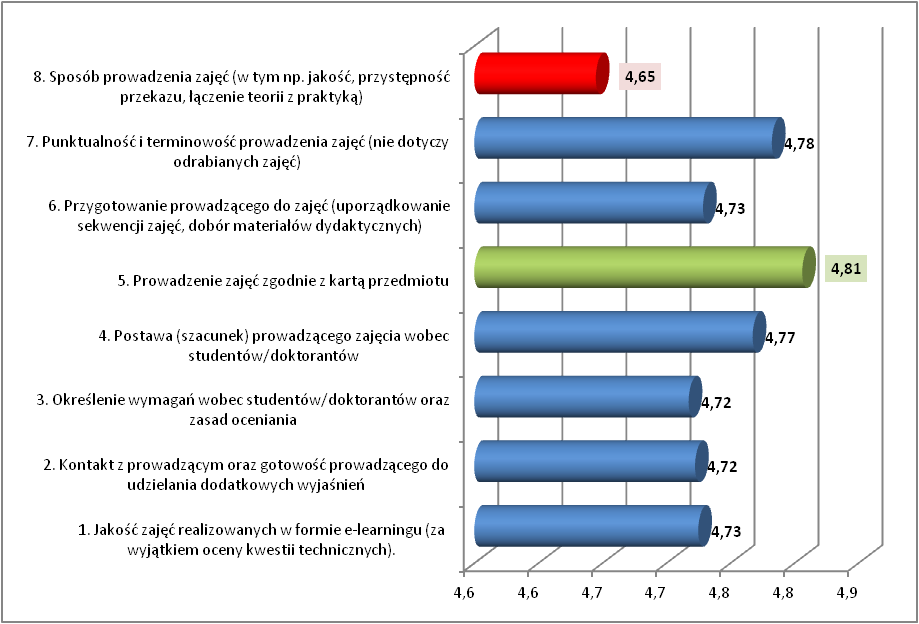 8. Sposób prowadzenia zajęć (w tym np. jakość, przystępność
przekazu, łączenie teorii z praktyką)
4,65
7. Punktualność i terminowość prowadzenia zajęć (nie dotyczy
odrabianych zajęć)
4,78
6. Przygotowanie prowadzącego do zajęć (uporządkowanie
sekwencji zajęć, dobór materiałów dydaktycznych)
4,73
5. Prowadzenie zajęć zgodnie z kartą przedmiotu
4,81
4. Postawa (szacunek) prowadzącego zajęcia wobec
studentów/doktorantów
4,77
3. Określenie wymagań wobec studentów/doktorantów oraz
zasad oceniania
4,72
2. Kontakt z prowadzącym oraz gotowość prowadzącego do
udzielania dodatkowych wyjaśnień
4,72
1. Jakość zajęć realizowanych w formie e-learningu (za
wyjątkiem oceny kwestii technicznych).
4,73
4,6 4,6 4,7 4,7 4,8 4,8 4,9